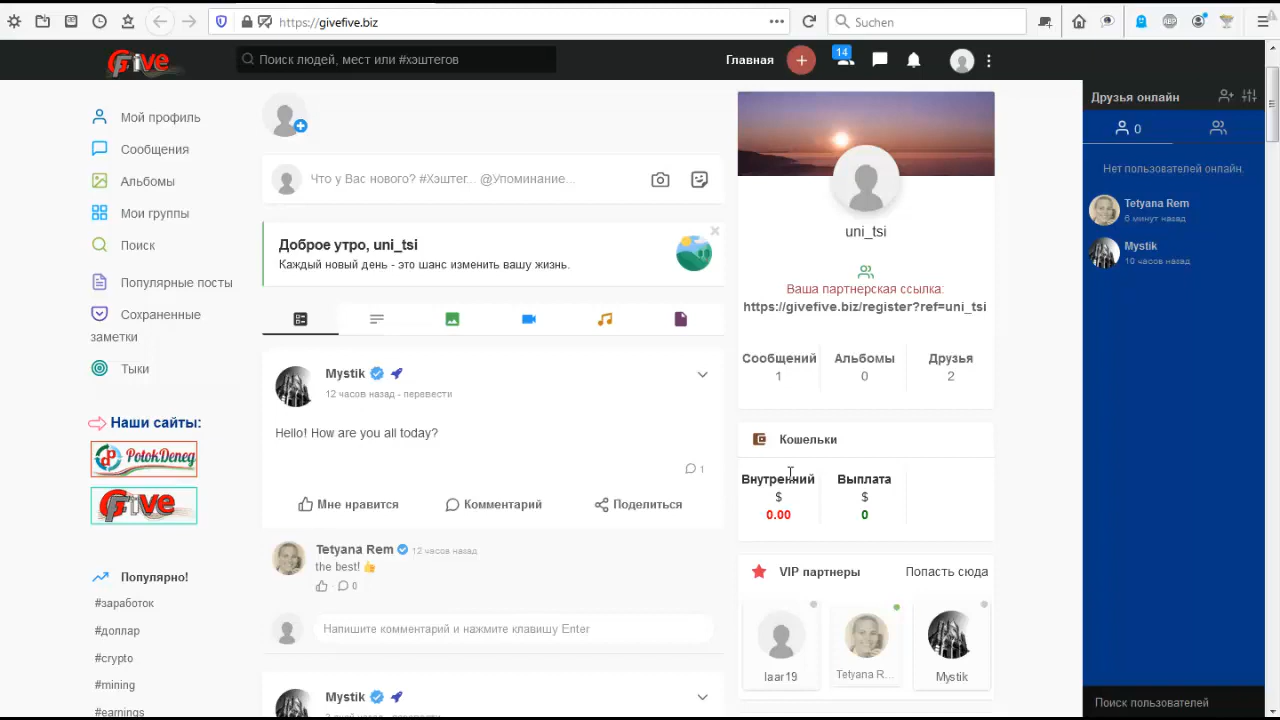 https://givefive.biz
Suchen
GFive
Поиск людей, мест или #хэштегов
Главная
14
Мой профиль
Сообщения
Альбомы
Мои группы
Поиск
Популярные посты
Сохраненные
заметки
Тыки
Наши сайты:
PotokDeneg
GFive
Популярно!
#заработок
#доллар
#crypto
#mining
#earnings
Что у Вас нового? #Хэштег... @Упоминание...
Доброе утро, uni_tsi
Каждый новый день - это шанс изменить вашу жизнь.
Mystik
12 часов назад - перевести
Hello! How are you all today?
1
Мне нравится
Комментарий
Поделиться
Tetyana Rem 12 часов назад
the best!
0
Напишите комментарий и нажмите клавишу Enter
Mystik
uni_tsi
Ваша партнерская ссылка:
https://givefive.biz/register?ref=uni_tsi
Сообщений Альбомы Друзья
1 0 2
Кошельки
Внутренний Выплата
$ $
0.00 0
VIP партнеры Попасть сюда
laar19 Tetyana R... Mystik
Друзья онлайн
0
Нет пользователей онлайн.
Tetyana Rem
6 минут назад
Mystik
10 часов назад
Поиск пользователей